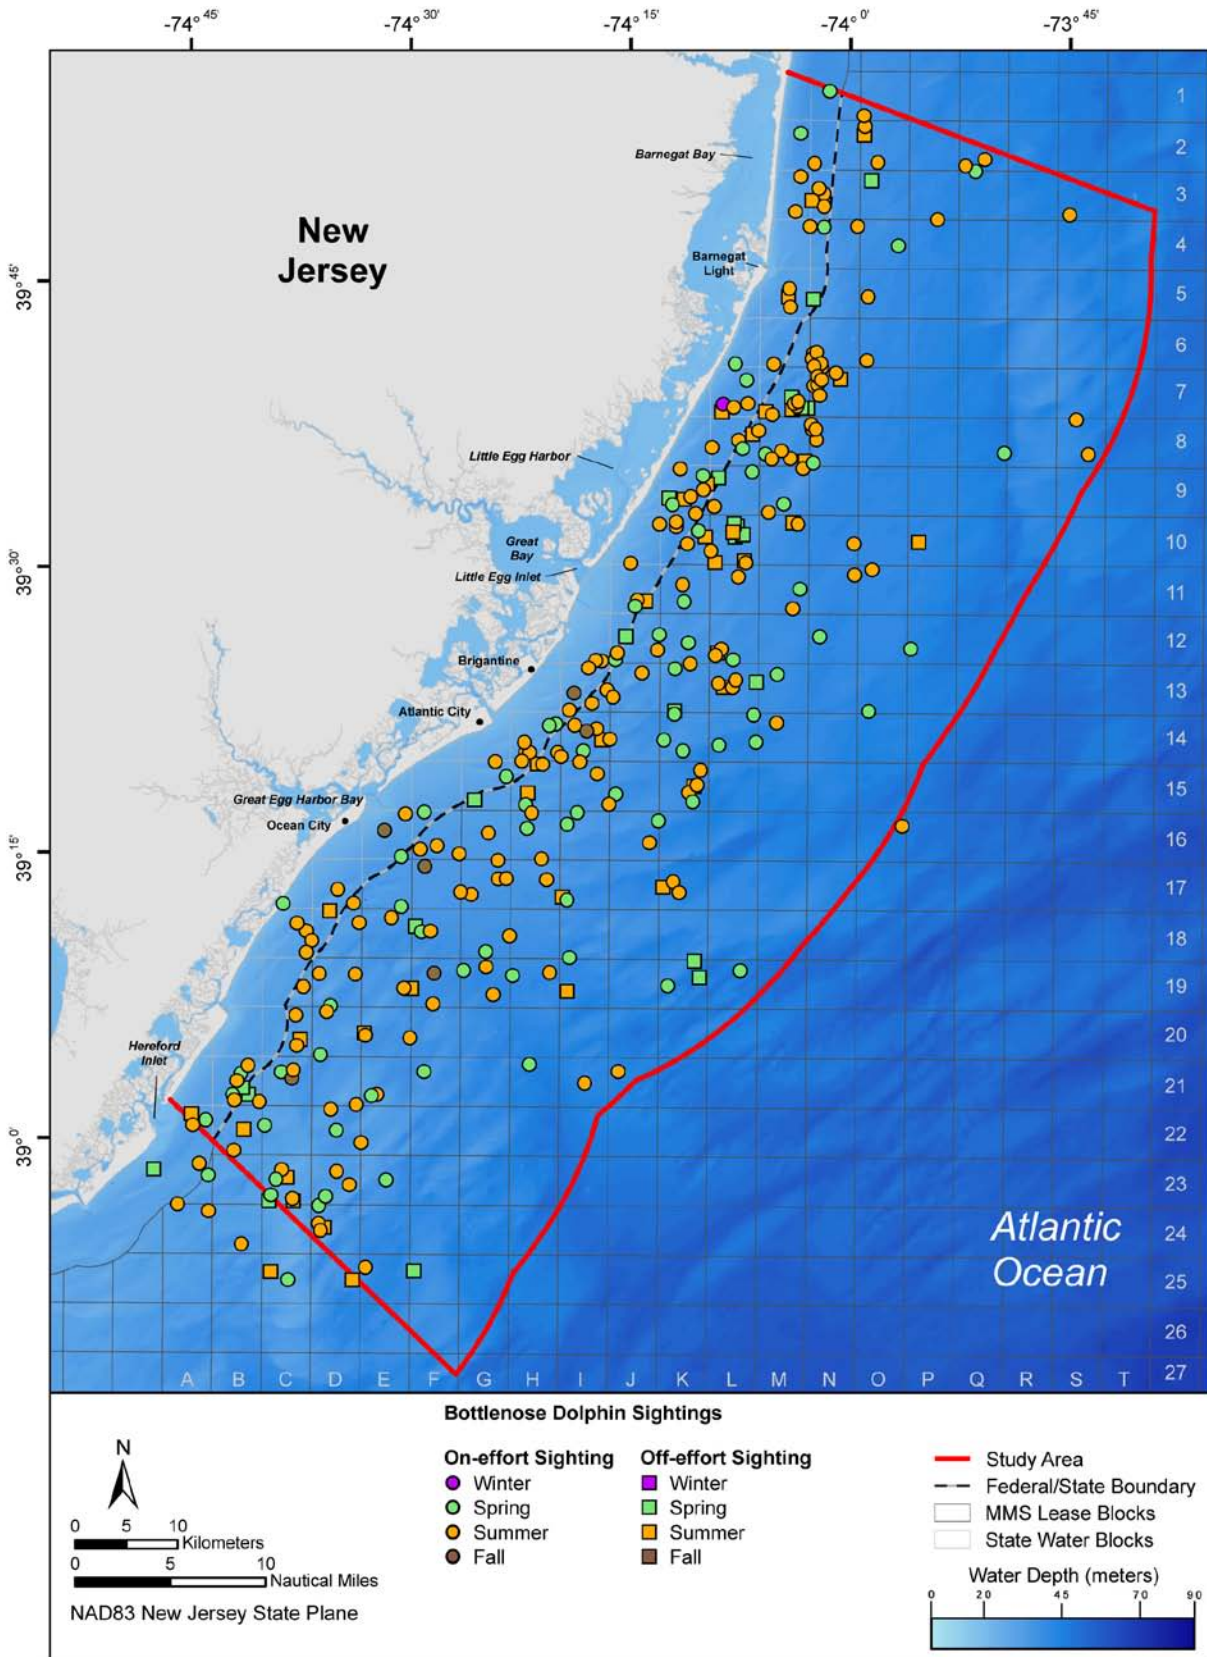 -74° 45'
-74° 30'
-74° 15'
-74° 0'
-73° 45'
39° 45'
39° 30'
39° 15'
39° 0'
New
Jersey
Barnegat Bay
Barnegat
Light
Little Egg Harbor
Great
Bay
Little Egg Inlet
Brigantine
Atlantic City
Great Egg Harbor Bay
Ocean City
Hereford
Inlet
Atlantic
Ocean
1
2
3
4
5
6
7
8
9
10
11
12
13
14
15
16
17
18
19
20
21
22
23
24
25
26
27
A B C D E F G H I J K L M N O P Q R S T
Bottlenose Dolphin Sightings
On-effort Sighting
Winter
Spring
Summer
Fall
Off-effort Sighting
Winter
Spring
Summer
Fall
Study Area
Federal/State Boundary
MMS Lease Blocks
State Water Blocks
Water Depth (meters)
0 20 45 70 90
N
0 5 10
Kilometers
0 5 10
Nautical Miles
NAD83 New Jersey State Plane